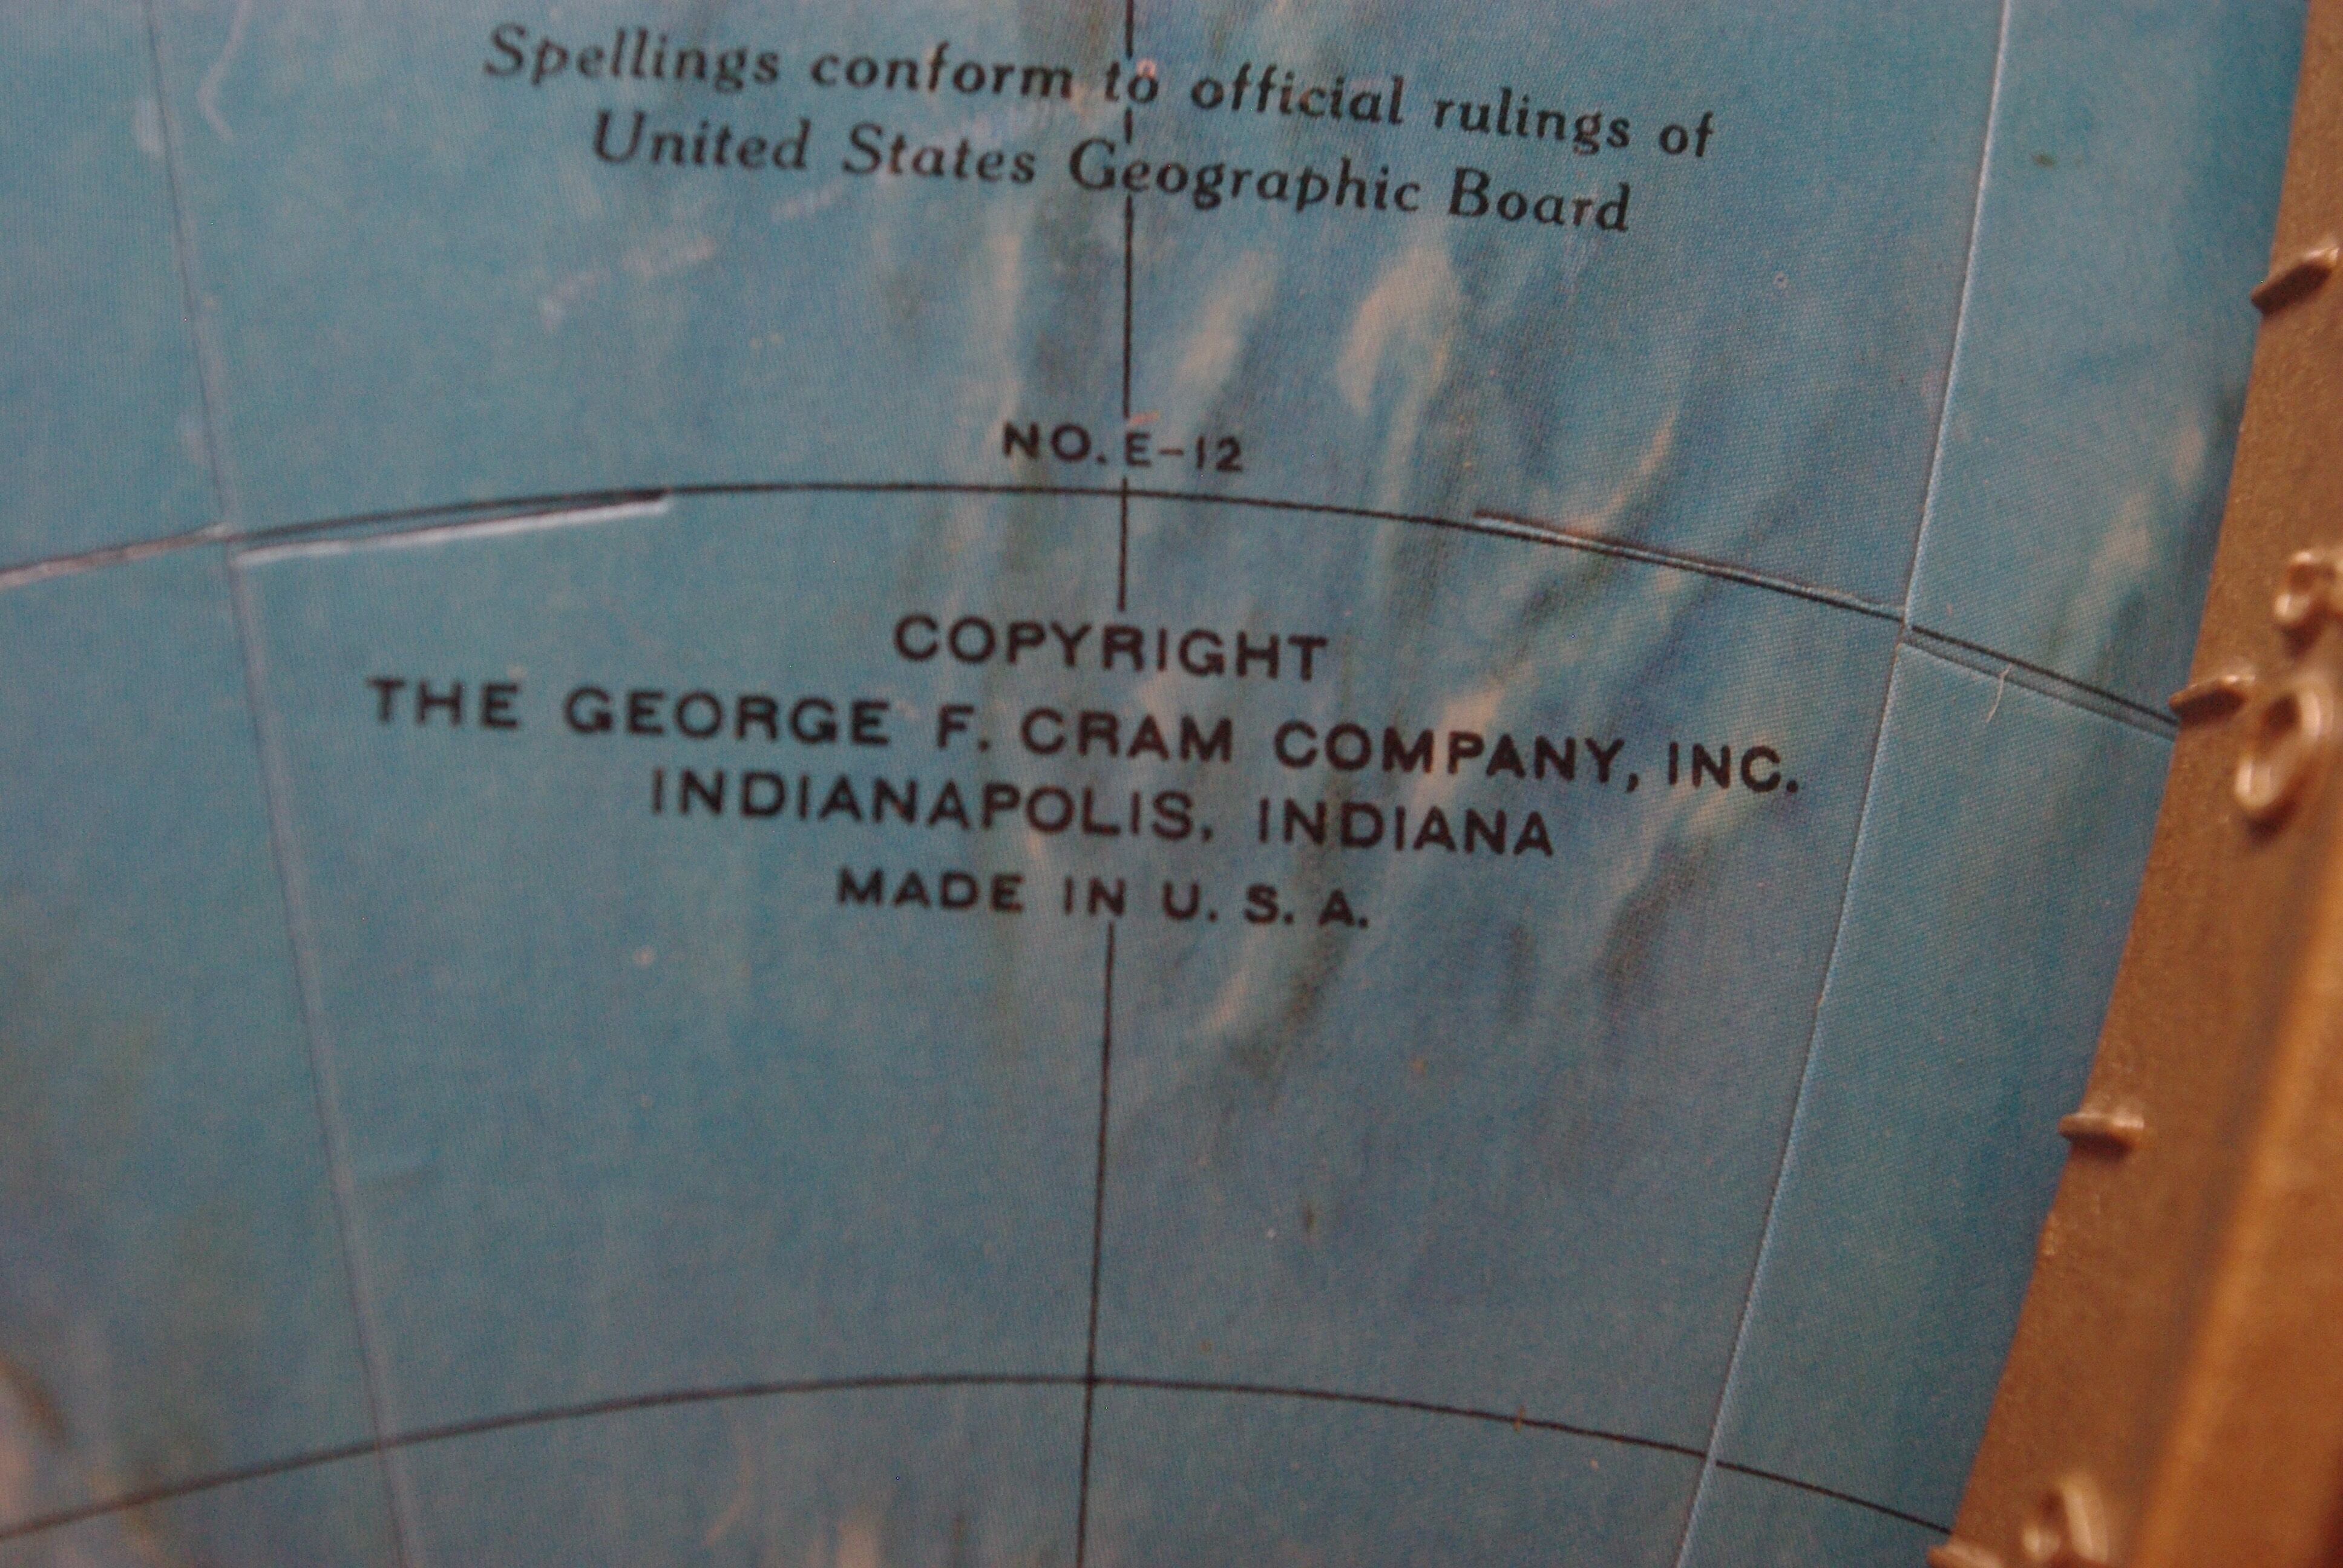 Spellings conform to official rulings of
United States Geographic Board
NO. E-12
COPYRIGHT
THE GEORGE F. CRAM COMPANY, INC.
INDIANAPOLIS, INDIANA
MADE IN U. S. A.